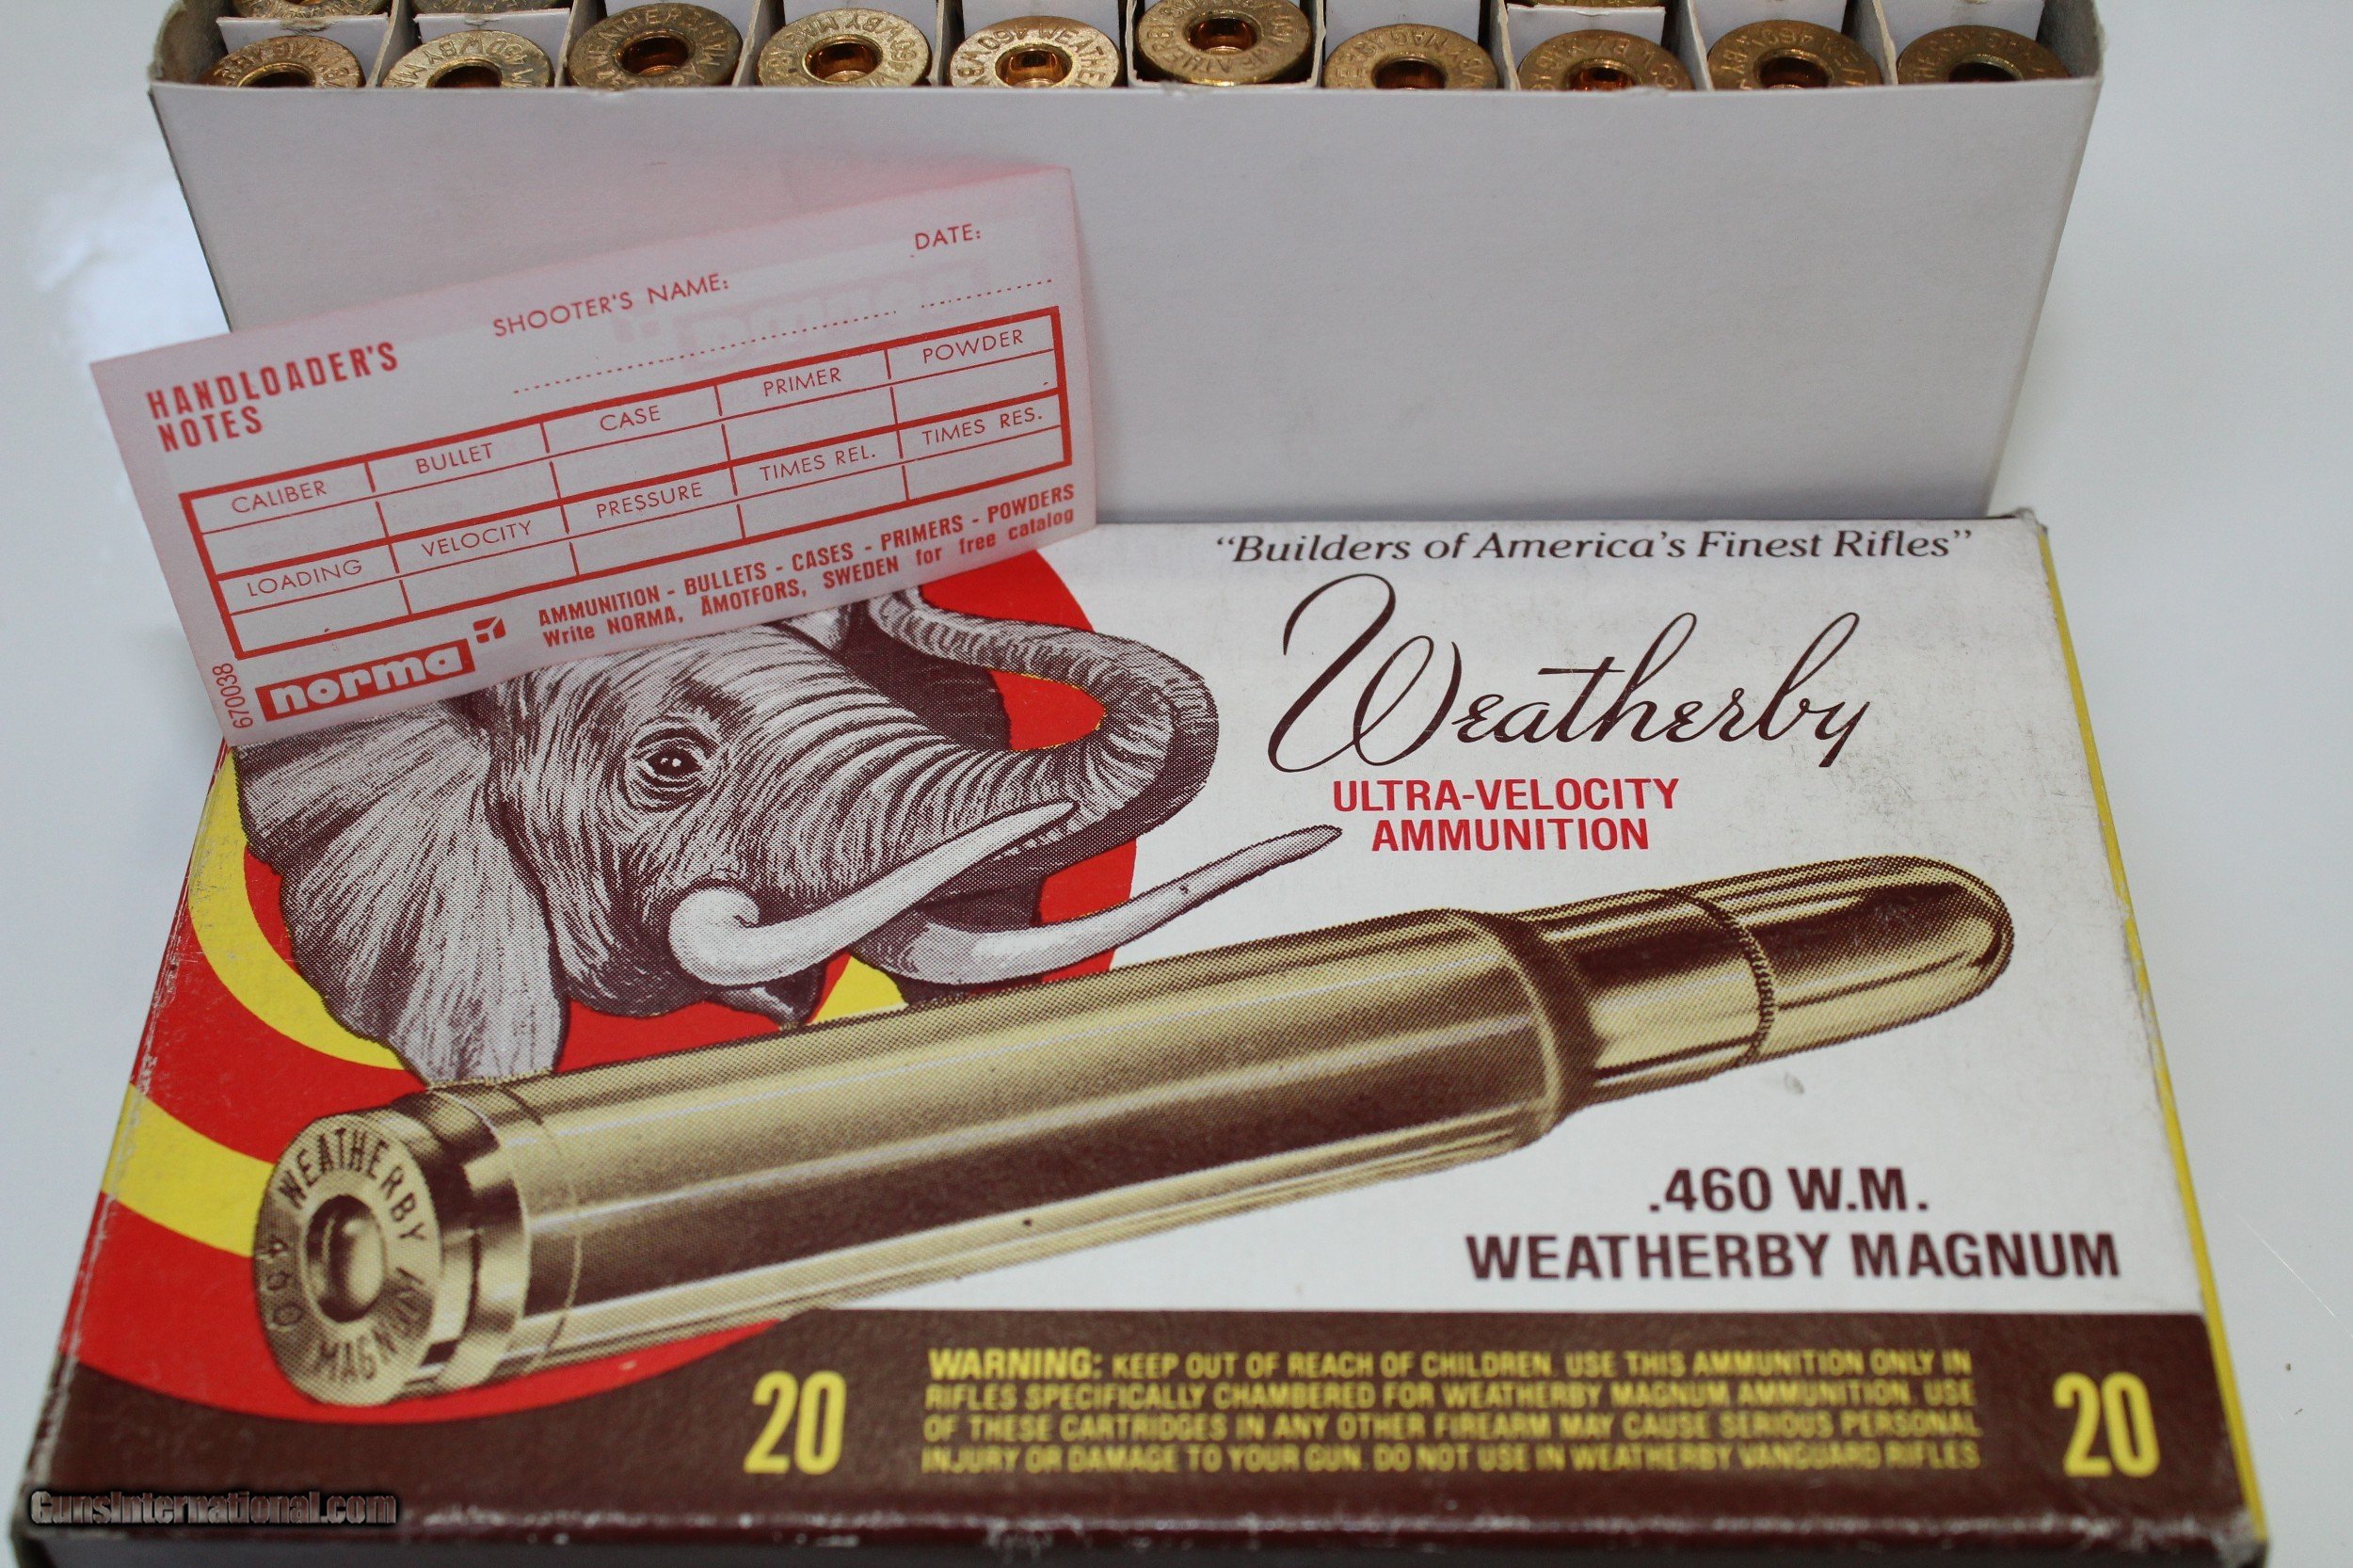 460 WEATHE
HANDLOADER'S
NOTES
SHOOTER'S NAME:
DATE:
CALIBER
BULLET
CASE
PRIMER
POWDER
LOADING
VELOCITY
PRESSURE
TIMES REL.
TIMES RES.
670038
norma
AMMUNITION - BULLETS - CASES - PRIMERS - POWDERS
Write NORMA, ÅMOTFORS, SWEDEN for free catalog
“Builders of America's Finest Rifles”
Weatherby
ULTRA-VELOCITY
AMMUNITION
WEATHERBY
460
MAGNUM
.460 W.M.
WEATHERBY MAGNUM
20
WARNING: KEEP OUT OF REACH OF CHILDREN. USE THIS AMMUNITION ONLY IN
RIFLES SPECIFICALLY CHAMBERED FOR WEATHERBY MAGNUM AMMUNITION. USE
OF THESE CARTRIDGES IN ANY OTHER FIREARM MAY CAUSE SERIOUS PERSONAL
INJURY OR DAMAGE TO YOUR GUN. DO NOT USE IN WEATHERBY VANGUARD RIFLES
20
GunsInternational.com